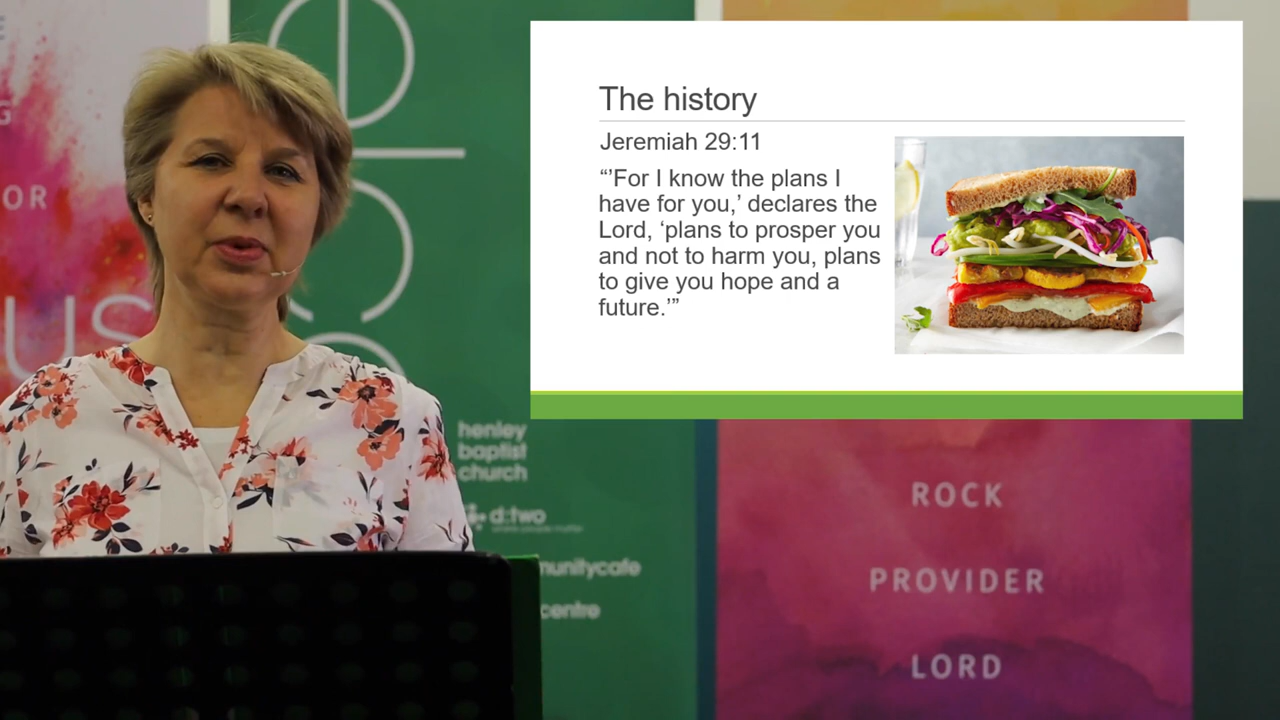 G
OR
US
The history
Jeremiah 29:11
“’For I know the plans I
have for you,’ declares the
Lord, ‘plans to prosper you
and not to harm you, plans
to give you hope and a
future.’”
henley
baptist
church
d:two
centre
ROCK
PROVIDER
LORD